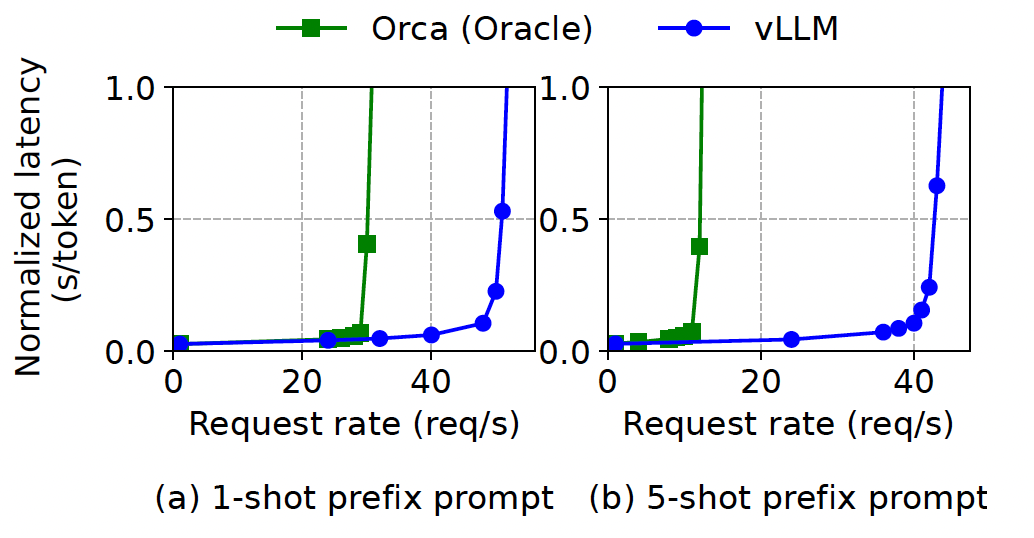 Orca (Oracle) vLLM
Normalized latency
(s/token)
1.0
0.5
0.0
0 20 40
Request rate (req/s)
(a) 1-shot prefix prompt
1.0
0.5
0.0
0 20 40
Request rate (req/s)
(b) 5-shot prefix prompt